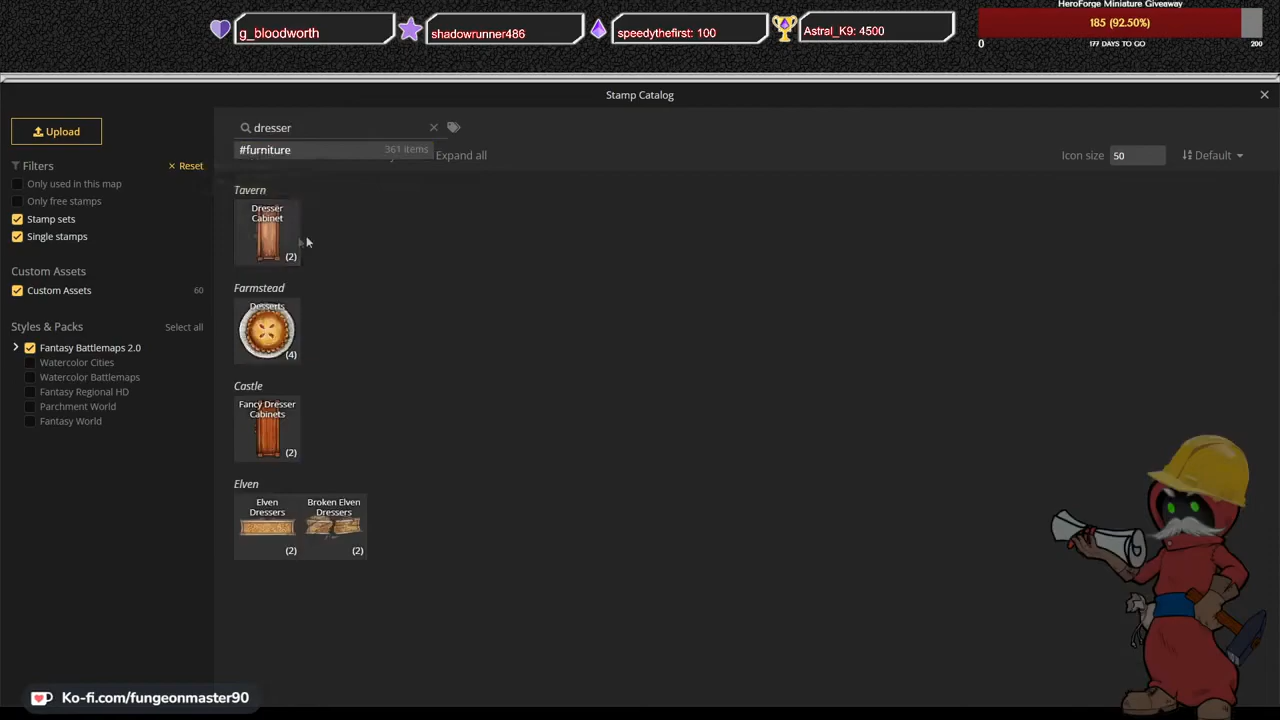 HeroForge Miniature Giveaway
g_bloodworth
shadowrunner486
speedythefirst: 100
Astral_K9: 4500
185 (92.50%)
0
177 DAYS TO GO
200
Stamp Catalog
Upload
dresser
#furniture
361 items
Expand all
Icon size
50
Default
Filters
Reset
Only used in this map
Only free stamps
Stamp sets
Single stamps
Custom Assets
Custom Assets
60
Styles & Packs
Select all
Fantasy Battlemaps 2.0
Watercolor Cities
Watercolor Battlemaps
Fantasy Regional HD
Parchment World
Fantasy World
Tavern
Dresser
Cabinet
(2)
Farmstead
Desserts
(4)
Castle
Fancy Dresser
Cabinets
(2)
Elven
Elven
Dressers
(2)
Broken Elven
Dressers
(2)
Ko-fi.com/fungeonmaster90